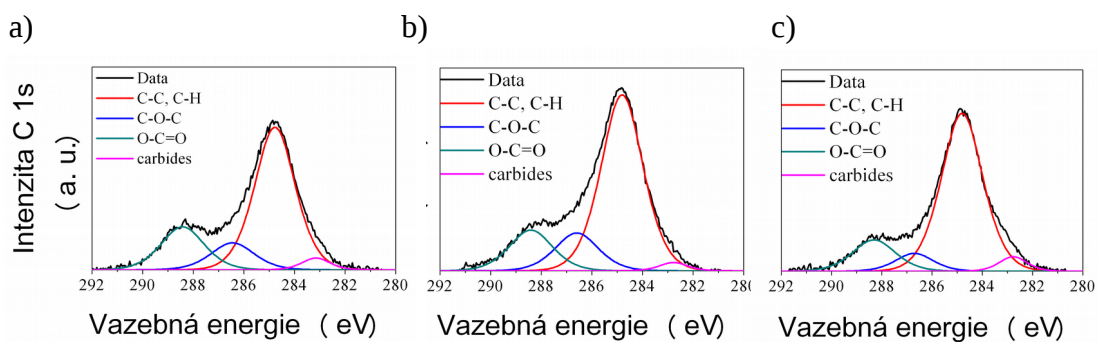 a)
b)
c)
Intenzita C 1s
( a. u.)
Data
C-C, C-H
C-O-C
O-C=O
carbides
292 290 288 286 284 282 280
Vazebná energie ( eV)
Data
C-C, C-H
C-O-C
O-C=O
carbides
292 290 288 286 284 282 280
Vazebná energie ( eV)
Data
C-C, C-H
C-O-C
O-C=O
carbides
292 290 288 286 284 282 280
Vazebná energie ( eV)